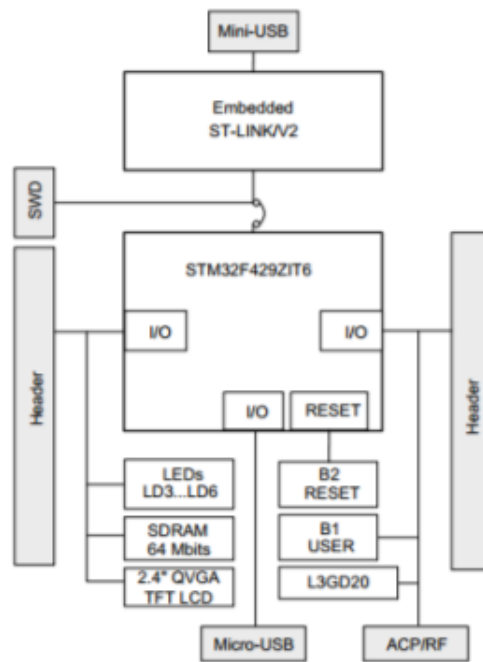 Mini-USB
Embedded
ST-LINK/V2
SWD
STM32F429ZIT6
Header
I/O
I/O
Header
I/O
RESET
LEDs
LD3...LD6
B2
RESET
SDRAM
64 Mbits
B1
USER
2.4" QVGA
TFT LCD
L3GD20
Micro-USB
ACP/RF